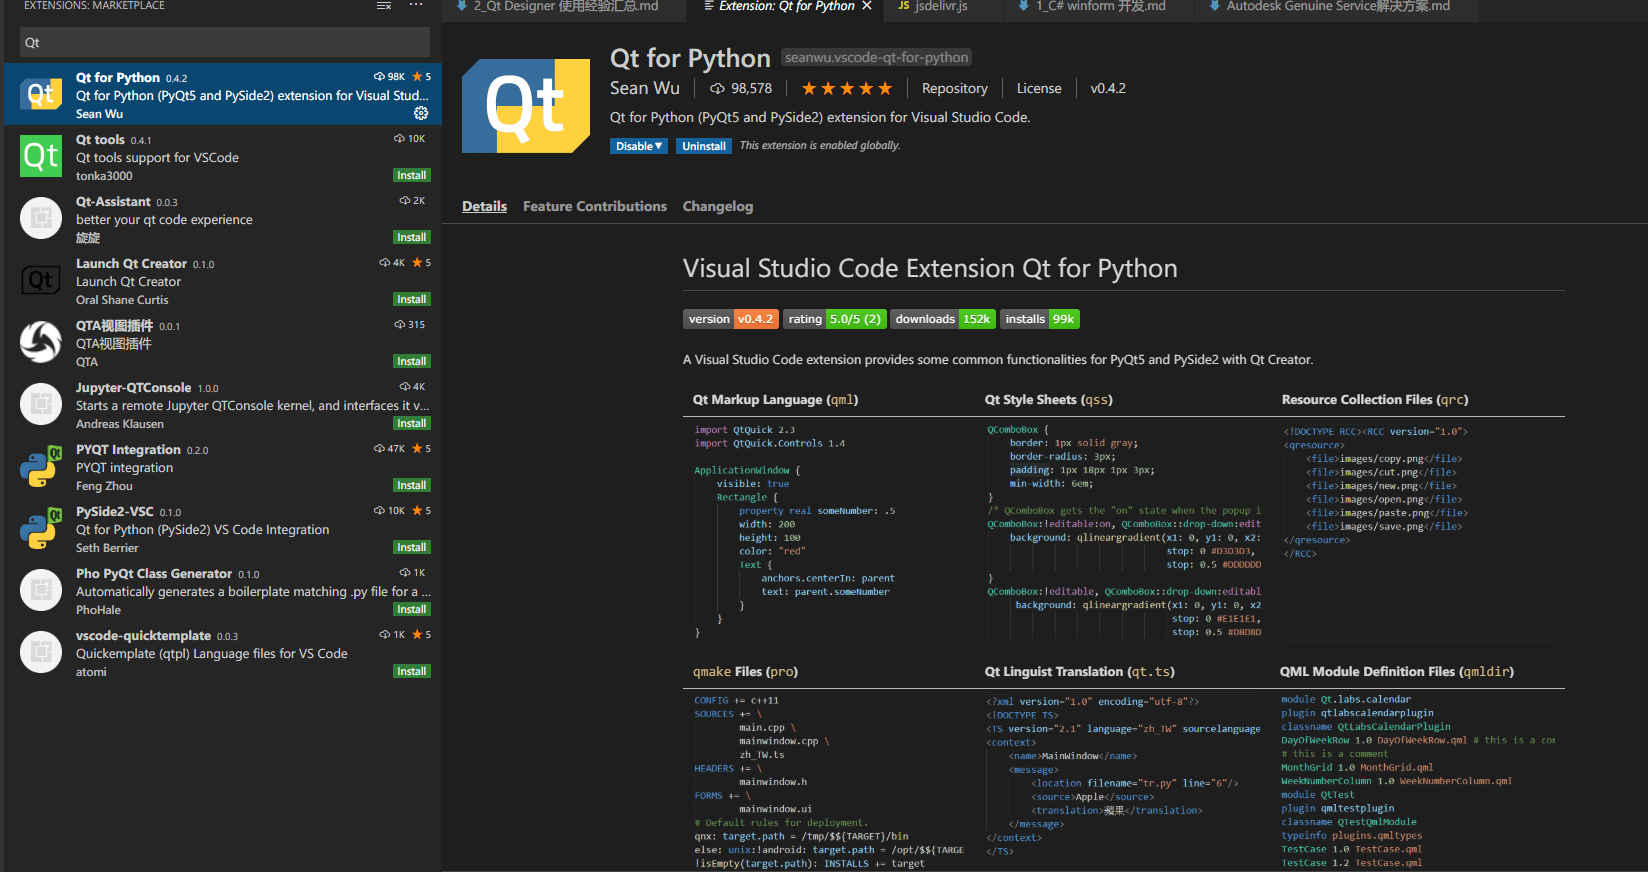 EXTENSIONS: MARKETPLACE
Qt
Qt for Python 0.4.2 98K 5
Qt for Python (PyQt5 and PySide2) extension for Visual Stud...
Sean Wu
Qt tools 0.4.1 10K
Qt tools support for VSCode
tonka3000 Install
Qt-Assistant 0.0.3 2K
better your qt code experience
旋旋 Install
Launch Qt Creator 0.1.0 4K 5
Launch Qt Creator
Oral Shane Curtis Install
QTA视图插件 0.0.1 315
QTA视图插件
QTA Install
Jupyter-QTConsole 1.0.0 4K
Starts a remote Jupyter QTConsole kernel, and interfaces it v...
Andreas Klausen Install
PYQT Integration 0.2.0 47K 5
PYQT integration
Feng Zhou Install
PySide2-VSC 0.1.0 10K 5
Qt for Python (PySide2) VS Code Integration
Seth Berrier Install
Pho PyQt Class Generator 0.1.0 1K
Automatically generates a boilerplate matching .py file for a ...
PhoHale Install
vscode-quicktemplate 0.0.3 1K 5
Quickemplate (qtpl) Language files for VS Code
atomi Install
2_Qt Designer 使用经验汇总.md Extension: Qt for Python JS jsdelivr.js 1_C# winform 开发.md Autodesk Genuine Service解决方案.md
Qt
Qt for Python seanwu.vscode-qt-for-python
Sean Wu 98,578 Repository License v0.4.2
Qt for Python (PyQt5 and PySide2) extension for Visual Studio Code.
Disable Uninstall This extension is enabled globally.
Details Feature Contributions Changelog
Visual Studio Code Extension Qt for Python
version v0.4.2 rating 5.0/5 (2) downloads 152k installs 99k
A Visual Studio Code extension provides some common functionalities for PyQt5 and PySide2 with Qt Creator.
Qt Markup Language (qml)
import QtQuick 2.3
import QtQuick.Controls 1.4
ApplicationWindow {
visible: true
Rectangle {
property real someNumber: .5
width: 200
height: 100
color: "red"
Text {
anchors.centerIn: parent
text: parent.someNumber
}
}
}
Qt Style Sheets (qss)
QComboBox {
border: 1px solid gray;
border-radius: 3px;
padding: 1px 18px 1px 3px;
min-width: 6em;
}
/* QComboBox gets the "on" state when the popup i
QComboBox:!editable:on, QComboBox::drop-down:edit
background: qlineargradient(x1: 0, y1: 0, x2:
stop: 0 #D3D3D3,
stop: 0.5 #DDDDDD
}
QComboBox:!editable, QComboBox::drop-down:editabl
background: qlineargradient(x1: 0, y1: 0, x2
stop: 0 #E1E1E1,
stop: 0.5 #D8D8D
Resource Collection Files (qrc)
<!DOCTYPE RCC><RCC version="1.0">
<qresource>
<file>images/copy.png</file>
<file>images/cut.png</file>
<file>images/new.png</file>
<file>images/open.png</file>
<file>images/paste.png</file>
<file>images/save.png</file>
</qresource>
</RCC>
qmake Files (pro)
CONFIG += c++11
SOURCES += \
main.cpp \
mainwindow.cpp \
zh_TW.ts
HEADERS += \
mainwindow.h
FORMS += \
mainwindow.ui
# Default rules for deployment.
qnx: target.path = /tmp/$${TARGET}/bin
else: unix:!android: target.path = /opt/$${TARGE
!isEmpty(target.path): INSTALLS += target
Qt Linguist Translation (qt.ts)
<?xml version="1.0" encoding="utf-8"?>
<!DOCTYPE TS>
<TS version="2.1" language="zh_TW" sourcelanguage
<context>
<name>MainWindow</name>
<message>
<location filename="tr.py" line="6"/>
<source>Apple</source>
<translation>蘋果</translation>
</message>
</context>
</TS>
QML Module Definition Files (qmldir)
module Qt.labs.calendar
plugin qtlabscalendarplugin
classname QtLabsCalendarPlugin
DayOfWeekRow 1.0 DayOfWeekRow.qml # this is a com
# this is a comment
MonthGrid 1.0 MonthGrid.qml
WeekNumberColumn 1.0 WeekNumberColumn.qml
module QtTest
plugin qmltestplugin
classname QTestQmlModule
typeinfo plugins.qmltypes
TestCase 1.0 TestCase.qml
TestCase 1.2 TestCase.qml